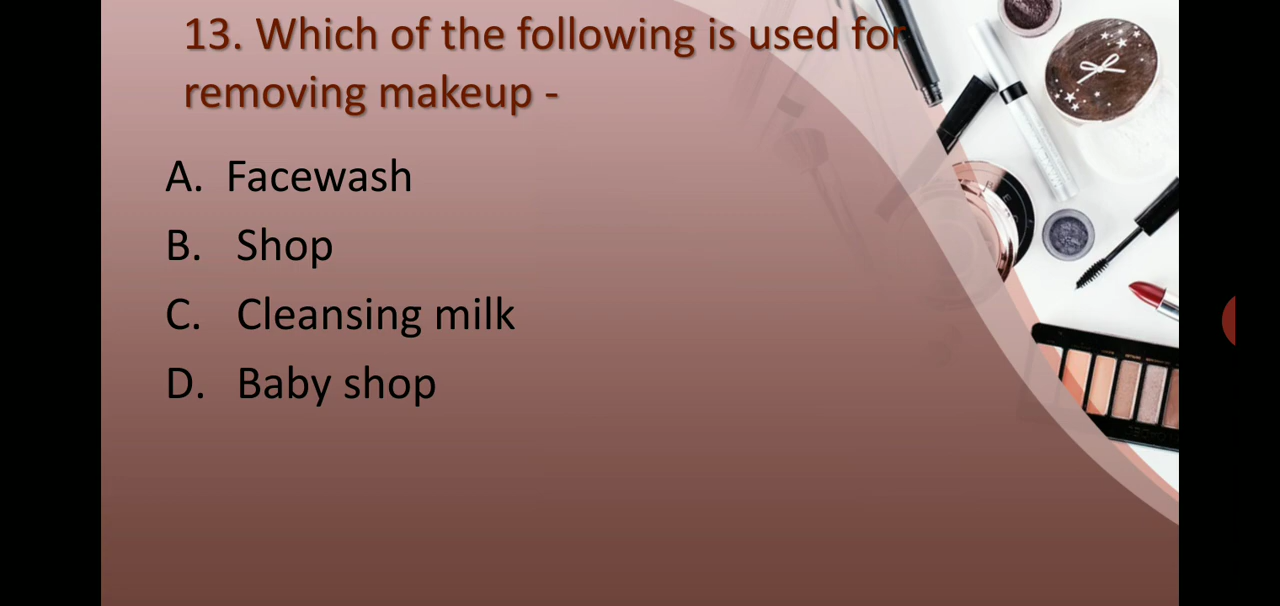 13. Which of the following is used for
removing makeup -
A. Facewash
B. Shop
C. Cleansing milk
D. Baby shop